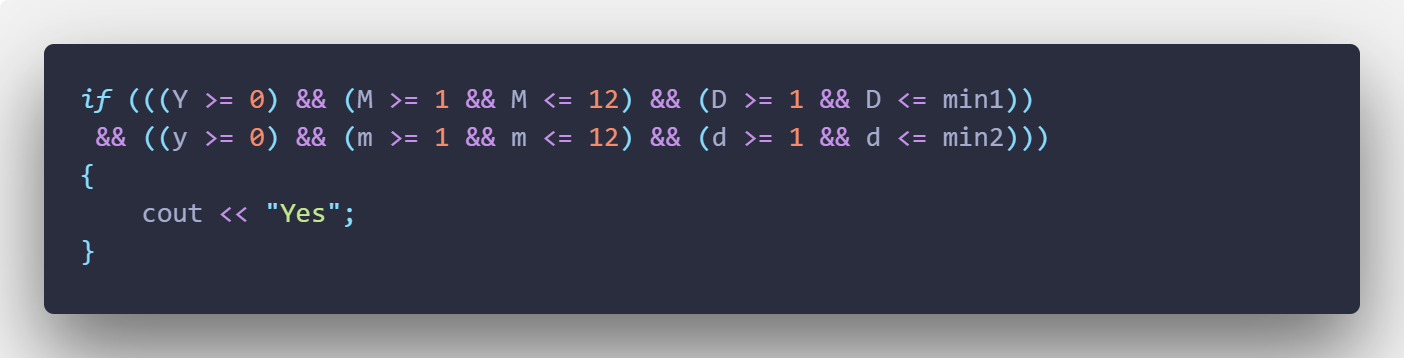 if (((Y >= 0) && (M >= 1 && M <= 12) && (D >= 1 && D <= min1))
 && ((y >= 0) && (m >= 1 && m <= 12) && (d >= 1 && d <= min2)))
{
    cout << "Yes";
}